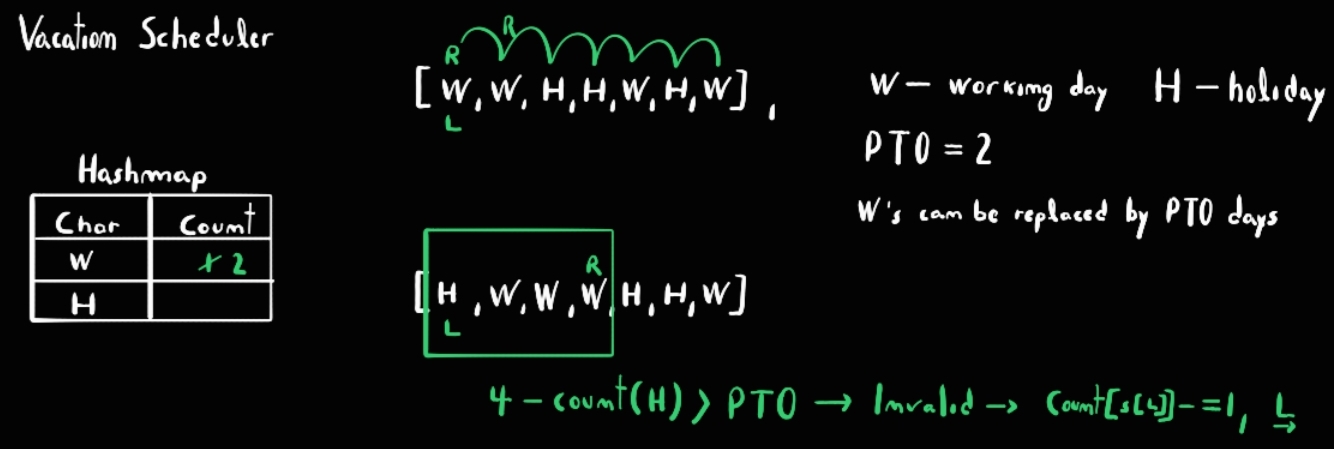 Vacation Scheduler
R R
[ W, W, H, H, W, H, W ] ,
L
W – working day H – holiday
PTO = 2
W's can be replaced by PTO days
Hashmap
Char Count
W 2
H
R
[ H , W, W , W, H, H, W ]
L
4 – count(H) > PTO → Invalid → Count[s[L]] -= 1, L